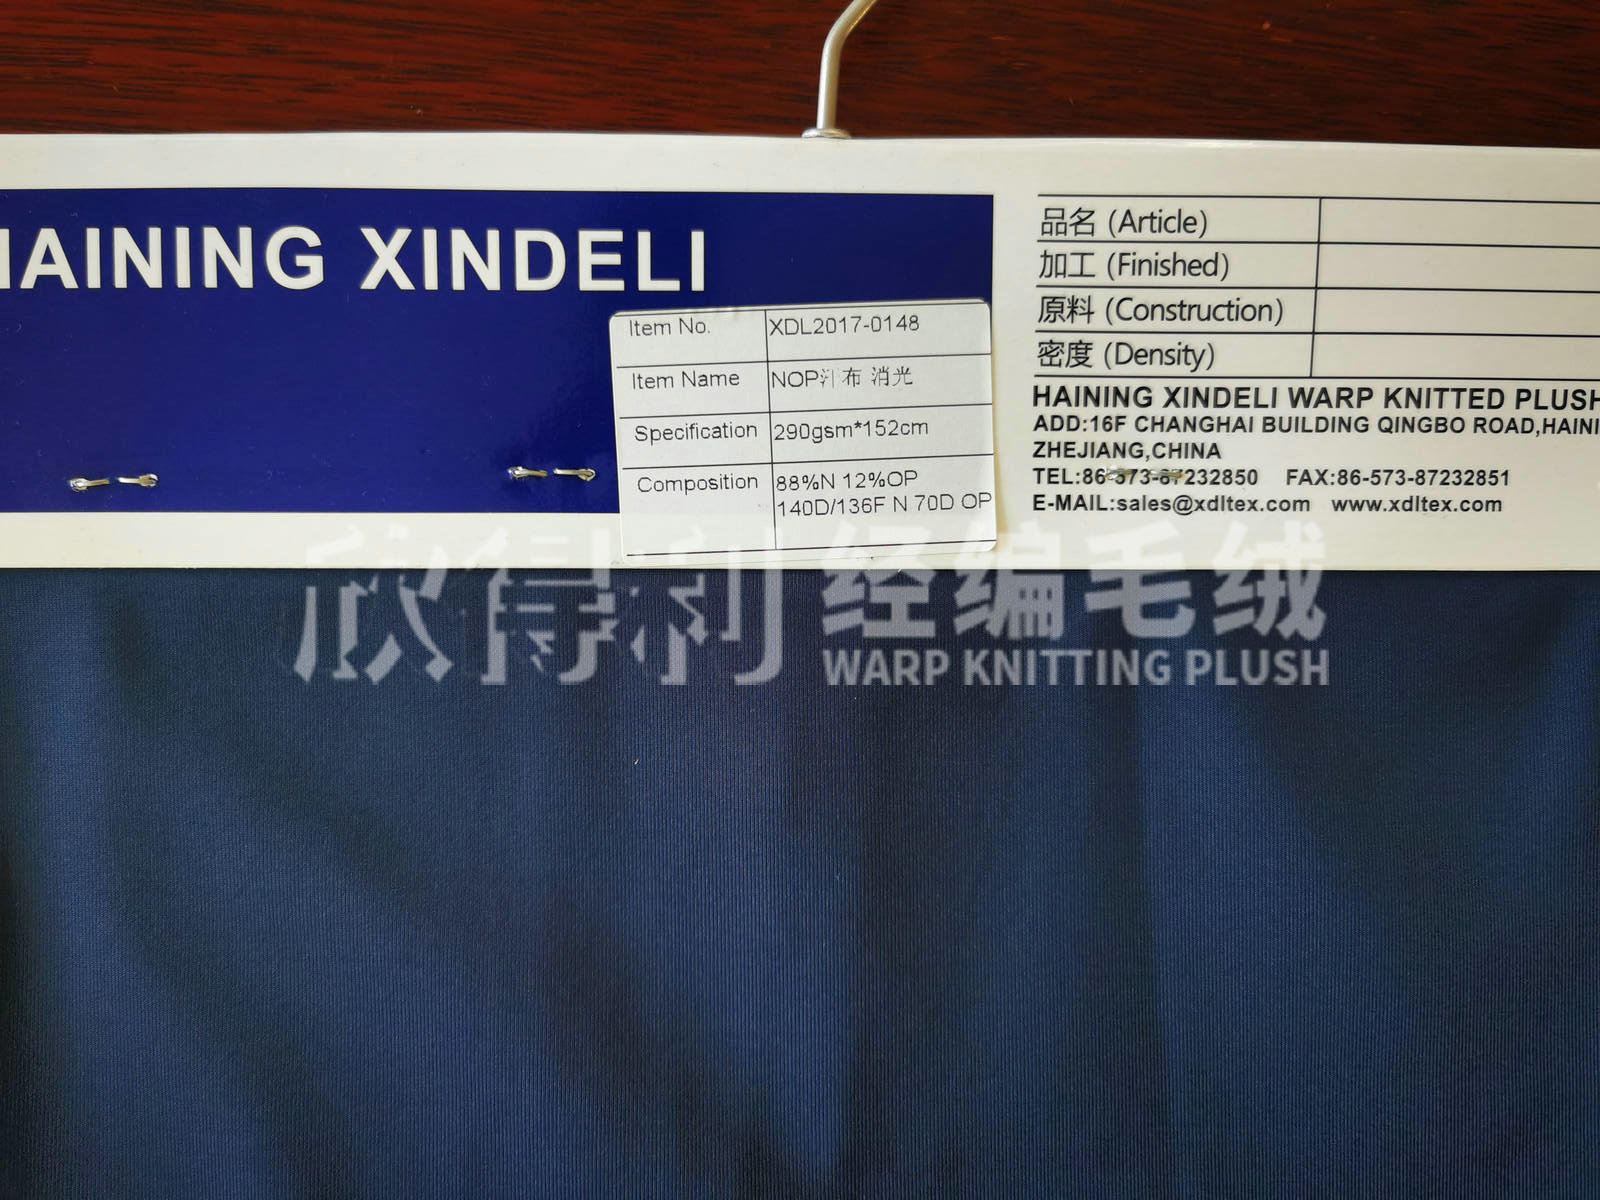 HAINING XINDELI
Item No. XDL2017-0148
Item Name NOP 布 消光
Specification 290gsm*152cm
Composition 88%N 12%OP
140D/136F N 70D OP
品名 (Article)
加工 (Finished)
原料 (Construction)
密度 (Density)
HAINING XINDELI WARP KNITTED PLUSH
ADD:16F CHANGHAI BUILDING QINGBO ROAD,HAINI
ZHEJIANG,CHINA
TEL:86-573-87232850 FAX:86-573-87232851
E-MAIL:sales@xdltex.com www.xdltex.com
欣得利 经编毛绒
WARP KNITTING PLUSH